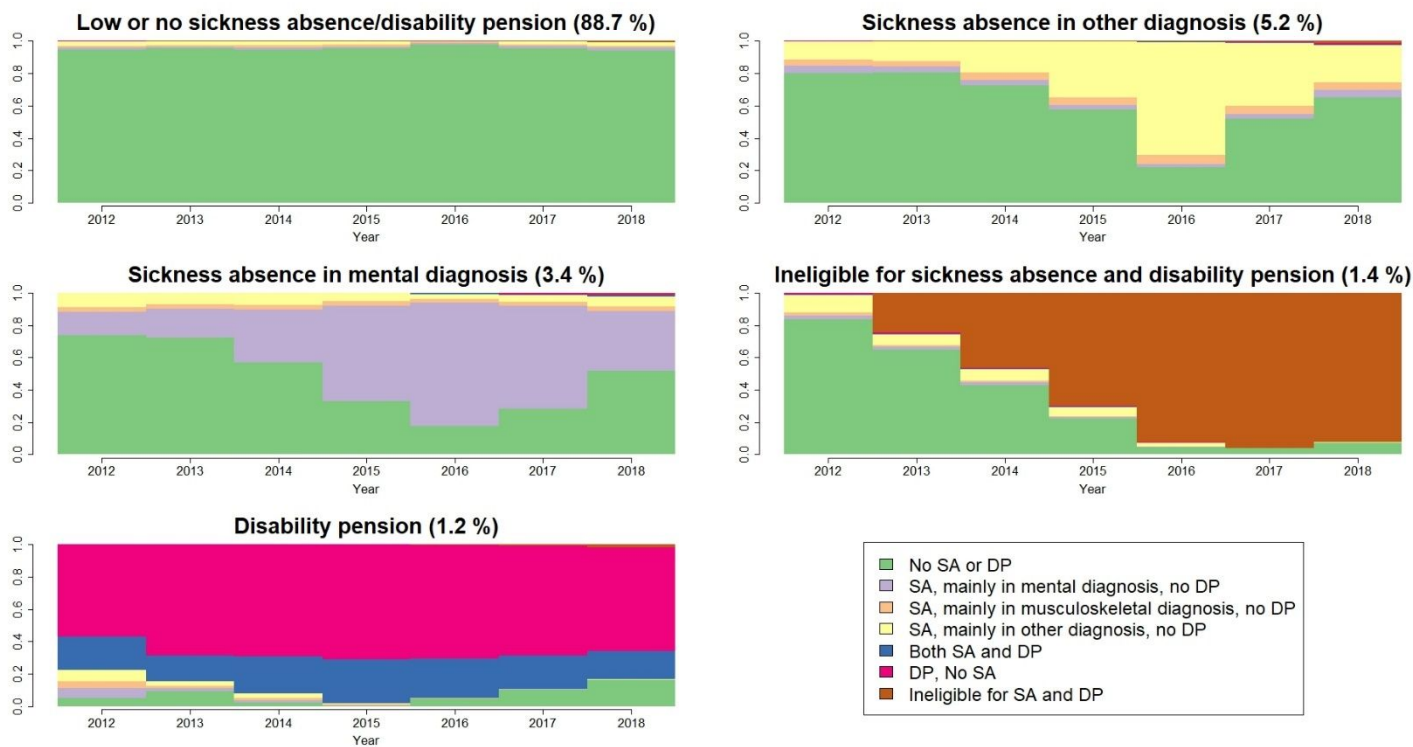 Low or no sickness absence/disability pension (88.7 %)
0.0 0.2 0.4 0.6 0.8 1.0
2012 2013 2014 2015 2016 2017 2018
Year
Sickness absence in other diagnosis (5.2 %)
0.0 0.2 0.4 0.6 0.8 1.0
2012 2013 2014 2015 2016 2017 2018
Year
Sickness absence in mental diagnosis (3.4 %)
0.0 0.2 0.4 0.6 0.8 1.0
2012 2013 2014 2015 2016 2017 2018
Year
Ineligible for sickness absence and disability pension (1.4 %)
0.0 0.2 0.4 0.6 0.8 1.0
2012 2013 2014 2015 2016 2017 2018
Year
Disability pension (1.2 %)
0.0 0.2 0.4 0.6 0.8 1.0
2012 2013 2014 2015 2016 2017 2018
Year
No SA or DP
SA, mainly in mental diagnosis, no DP
SA, mainly in musculoskeletal diagnosis, no DP
SA, mainly in other diagnosis, no DP
Both SA and DP
DP, No SA
Ineligible for SA and DP